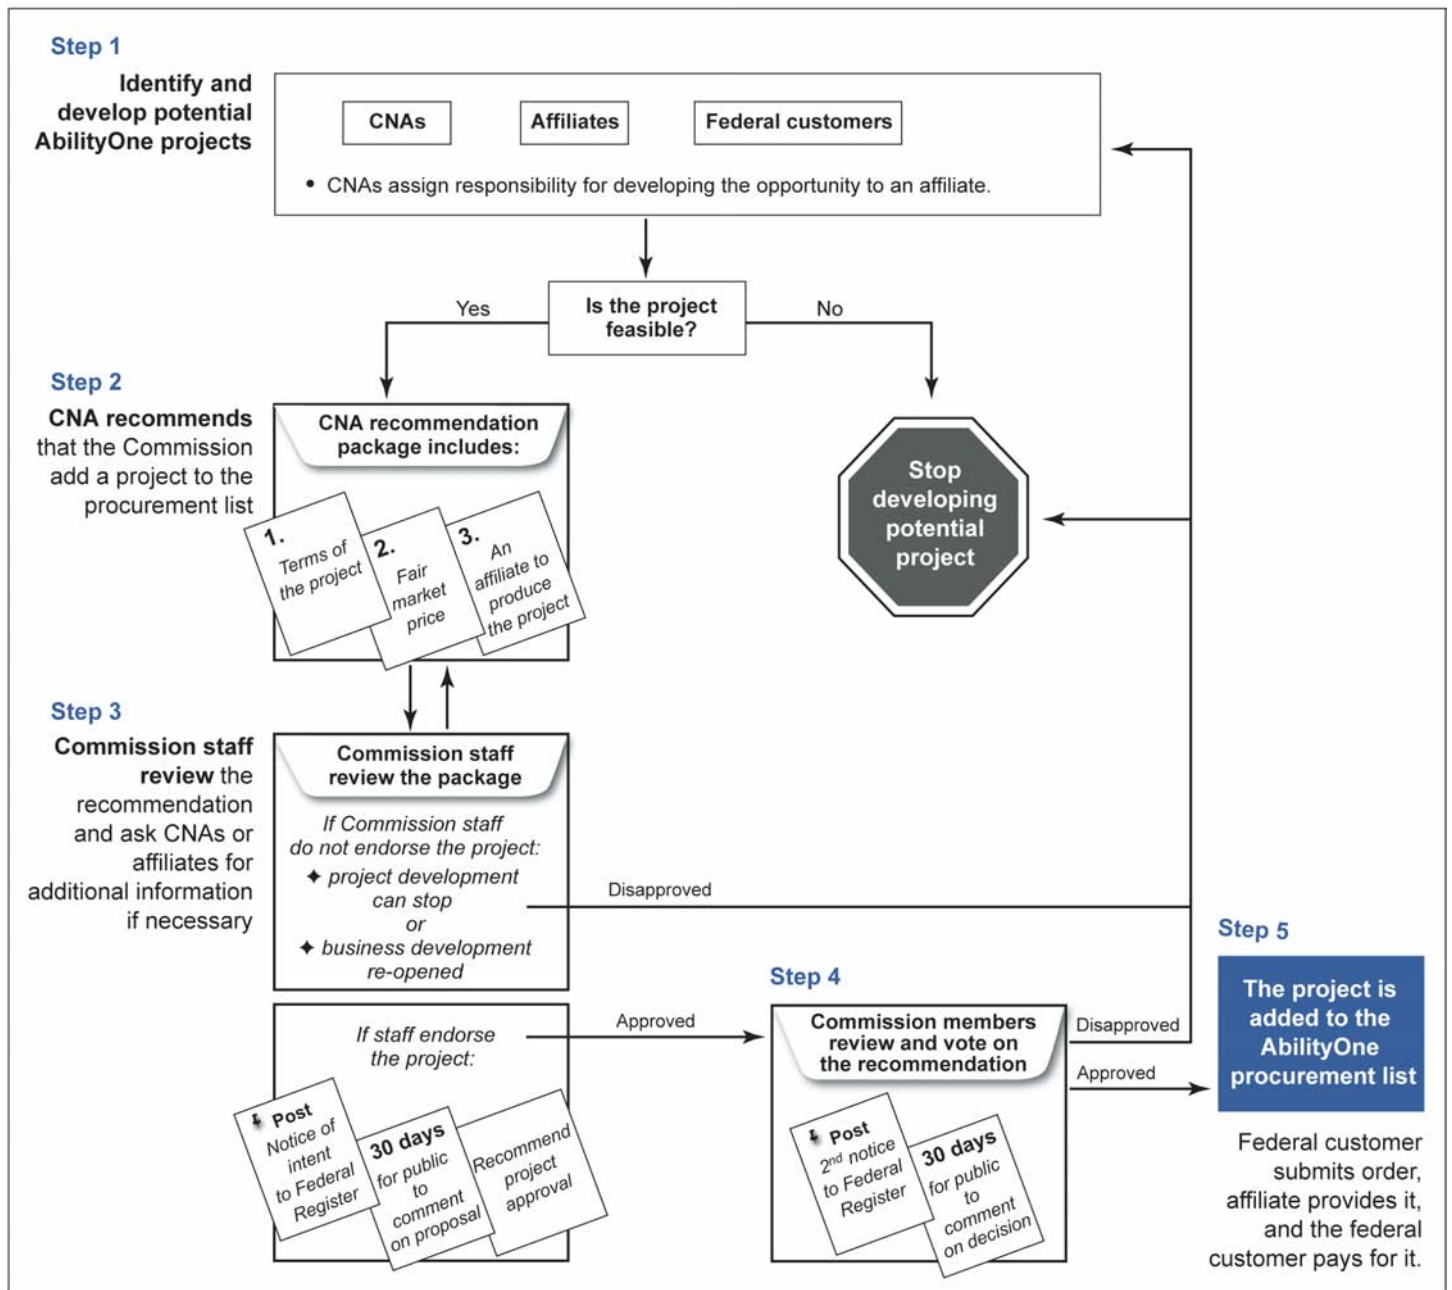 Step 1
Identify and
develop potential
AbilityOne projects
CNAs
Affiliates
Federal customers
• CNAs assign responsibility for developing the opportunity to an affiliate.
Is the project
feasible?
Yes
No
Stop
developing
potential
project
Step 2
CNA recommends
that the Commission
add a project to the
procurement list
CNA recommendation
package includes:
1.
Terms of
the project
2.
Fair
market
price
3.
An
affiliate to
produce
the project
Step 3
Commission staff
review the
recommendation
and ask CNAs or
affiliates for
additional information
if necessary
Commission staff
review the package
If Commission staff
do not endorse the project:
✦ project development
can stop
or
✦ business development
re-opened
Disapproved
If staff endorse
the project:
Post
Notice of
intent
to Federal
Register
30 days
for public
to
comment
on proposal
Recommend
project
approval
Approved
Step 4
Commission members
review and vote on
the recommendation
Post
2nd notice
to Federal
Register
30 days
for public
to
comment
on decision
Disapproved
Approved
Step 5
The project is
added to the
AbilityOne
procurement list
Federal customer
submits order,
affiliate provides it,
and the federal
customer pays for it.